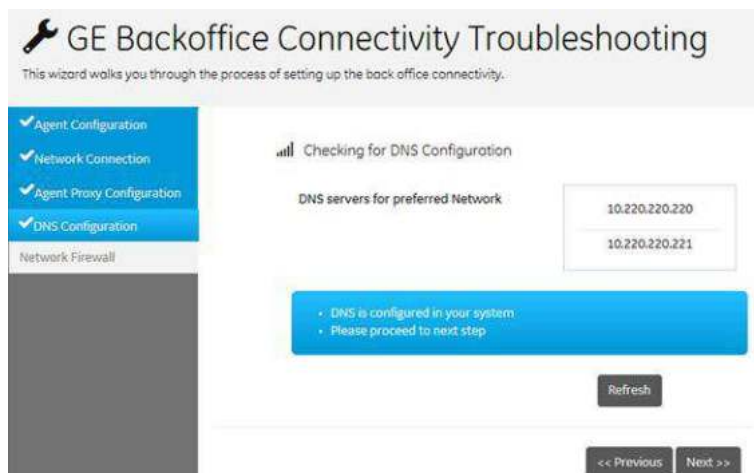 GE Backoffice Connectivity Troubleshooting
This wizard walks you through the process of setting up the back office connectivity.
Agent Configuration
Network Connection
Agent Proxy Configuration
DNS Configuration
Network Firewall
Checking for DNS Configuration
DNS servers for preferred Network
10.220.220.220
10.220.220.221
• DNS is configured in your system
• Please proceed to next step
Refresh
<< Previous
Next >>